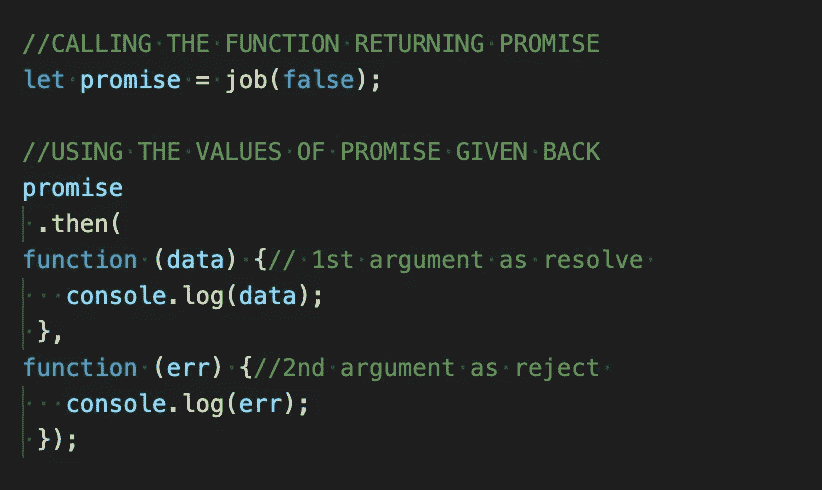 //CALLING THE FUNCTION RETURNING PROMISE
let promise = job(false);
//USING THE VALUES OF PROMISE GIVEN BACK
promise
.then(
function (data) {// 1st argument as resolve
console.log(data);
},
function (err) {//2nd argument as reject
console.log(err);
});